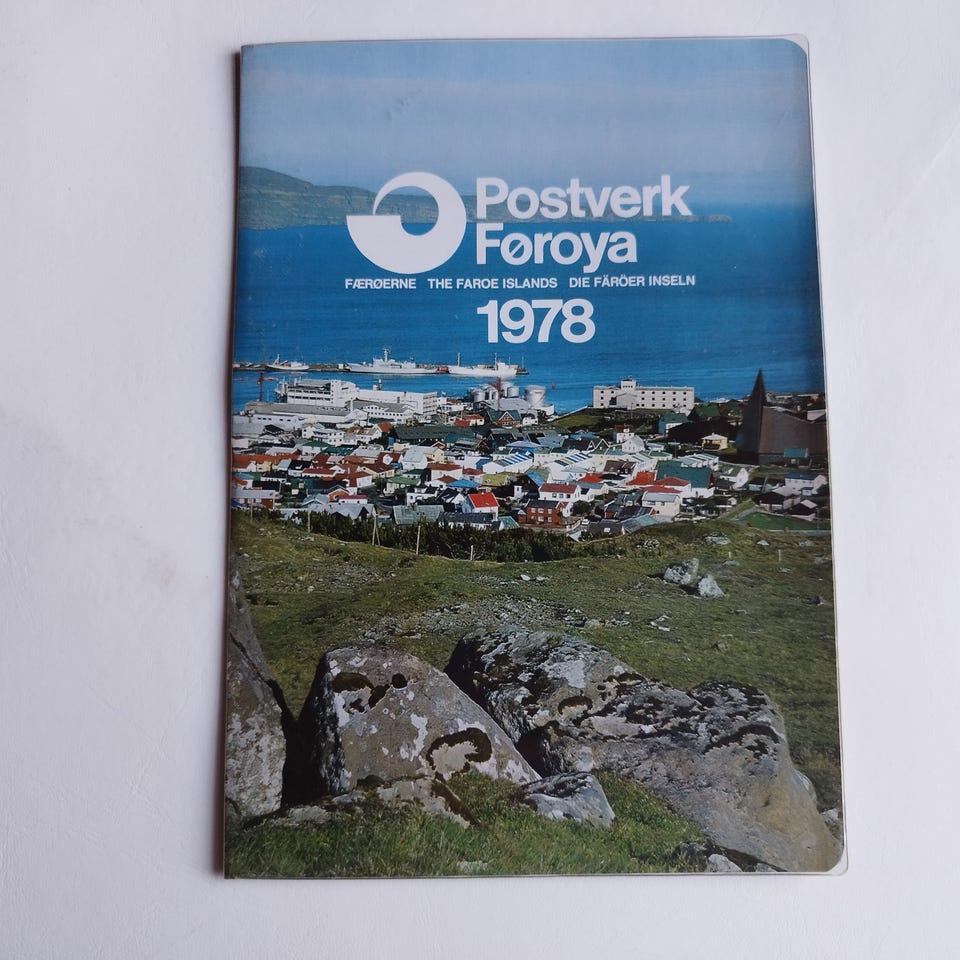 Postverk
Føroya
FÆRØERNE THE FAROE ISLANDS DIE FÄRÖER INSELN
1978